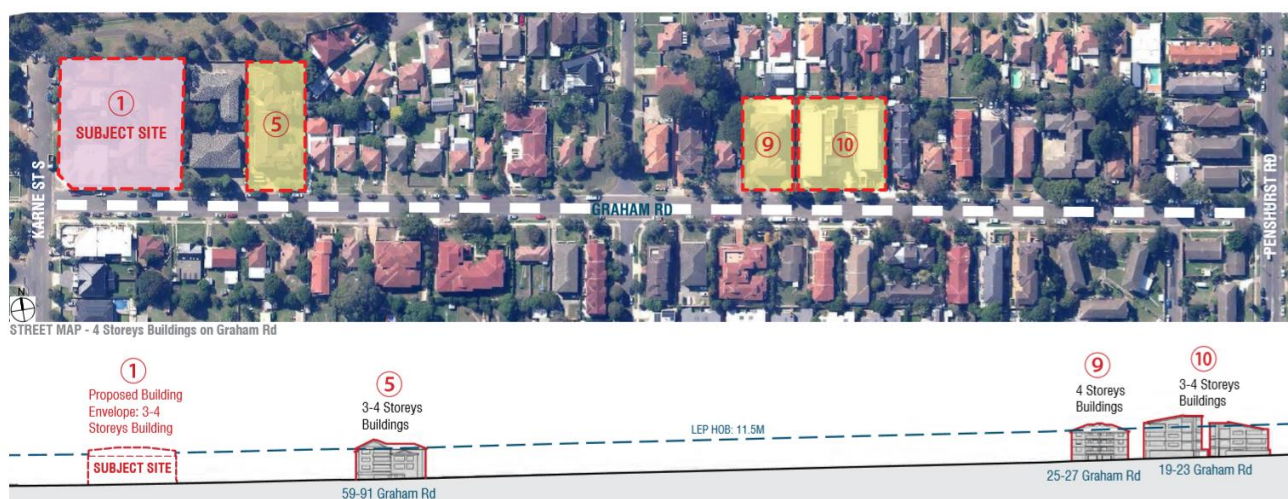 ①
SUBJECT SITE
⑤
⑨
⑩
KARNE ST S
GRAHAM RD
PENSHURST RD
N
STREET MAP - 4 Storeys Buildings on Graham Rd
①
Proposed Building
Envelope: 3-4
Storeys Building
SUBJECT SITE
⑤
3-4 Storeys
Buildings
59-91 Graham Rd
LEP HOB: 11.5M
⑨
4 Storeys
Buildings
25-27 Graham Rd
⑩
3-4 Storeys
Buildings
19-23 Graham Rd